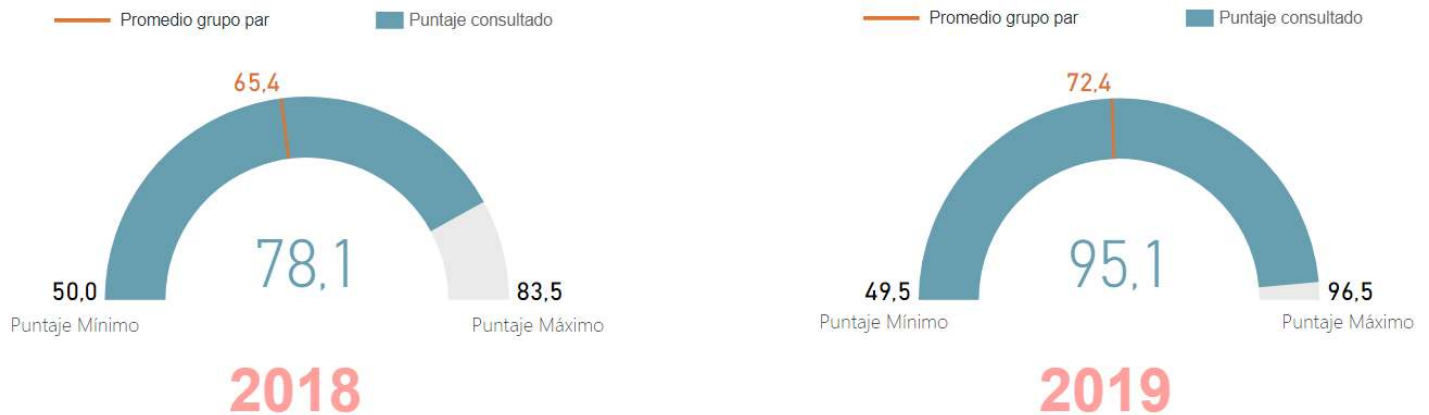 Promedio grupo par
Puntaje consultado
65,4
78,1
50,0
Puntaje Mínimo
83,5
Puntaje Máximo
2018
Promedio grupo par
Puntaje consultado
72,4
95,1
49,5
Puntaje Mínimo
96,5
Puntaje Máximo
2019